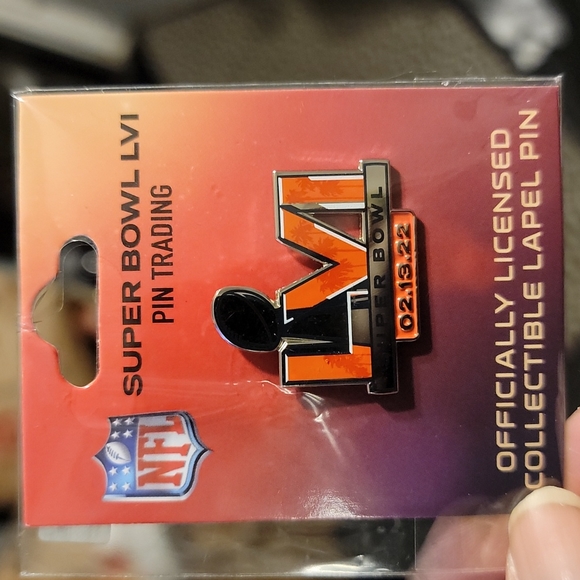 SUPER BOWL LVI
PIN TRADING
NFL
LVI
SUPER BOWL
02.13.22
OFFICIALLY LICENSED
COLLECTIBLE LAPEL PIN